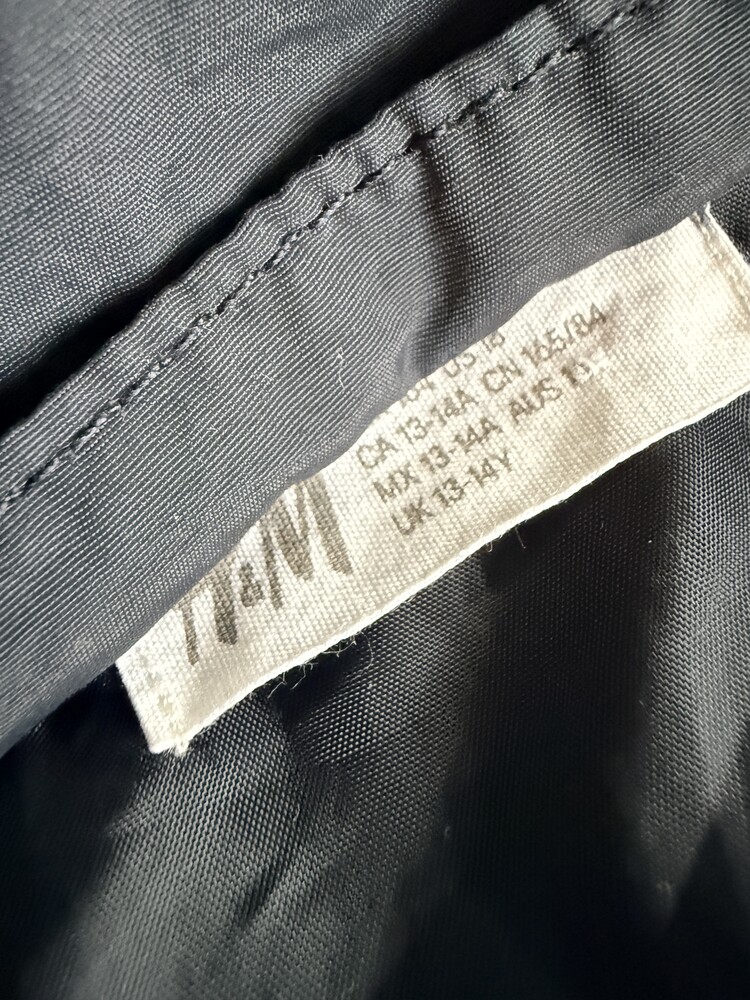 CA 13-14A CN 165/84
MX 13-14A AUS
UK 13-14Y
H&M